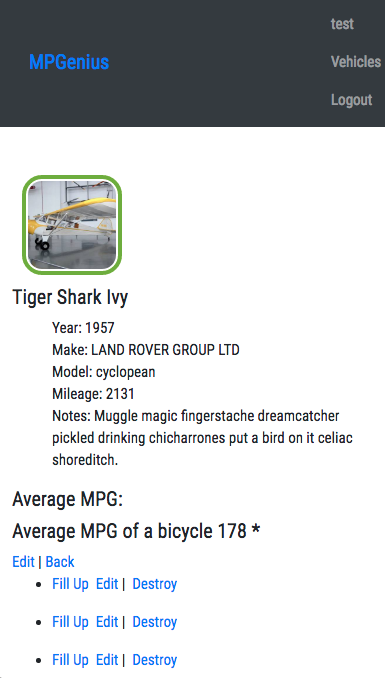 test
MPGenius
Vehicles
Logout
Tiger Shark Ivy
Year: 1957
Make: LAND ROVER GROUP LTD
Model: cyclopean
Mileage: 2131
Notes: Muggle magic fingerstache dreamcatcher
pickled drinking chicharrones put a bird on it celiac
shoreditch.
Average MPG:
Average MPG of a bicycle 178 *
Edit | Back
Fill Up Edit | Destroy
Fill Up Edit | Destroy
Fill Up Edit | Destroy